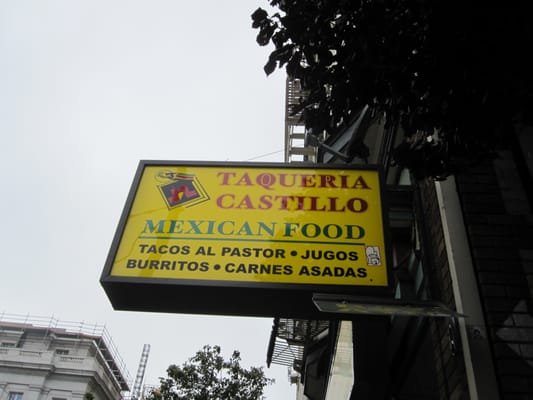 TAQUERIA
CASTILLO
MEXICAN FOOD
TACOS AL PASTOR • JUGOS
BURRITOS • CARNES ASADAS